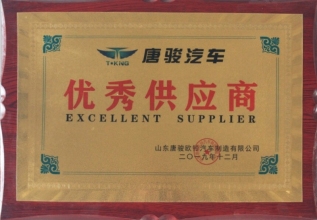 T·KNG
唐骏汽车
优秀供应商
EXCELLENT SUPPLIER
山东唐骏欧铃汽车制造有限公司
二〇一九年十二月